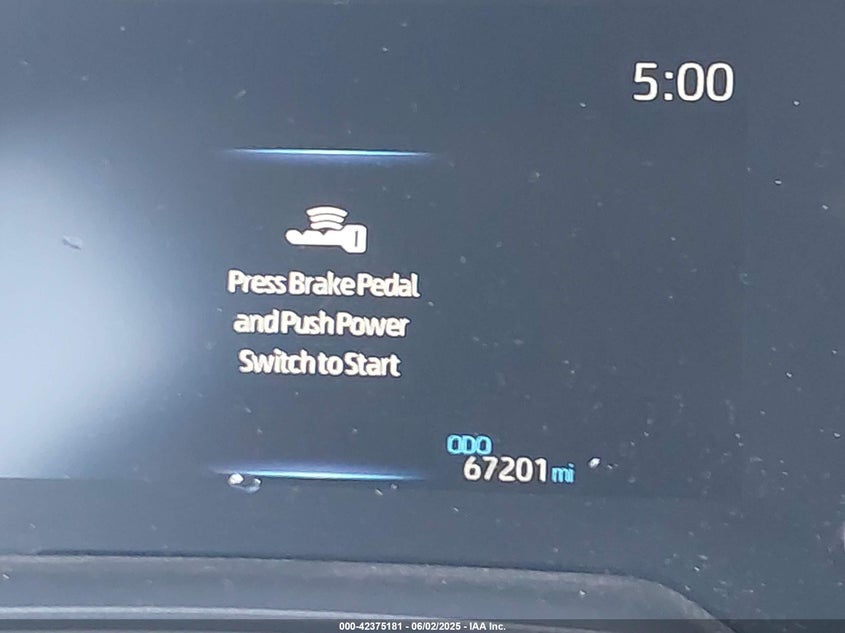 5:00
Press Brake Pedal
and Push Power
Switch to Start
ODO
67201 mi
000-42375181 - 06/02/2025 - IAA Inc.